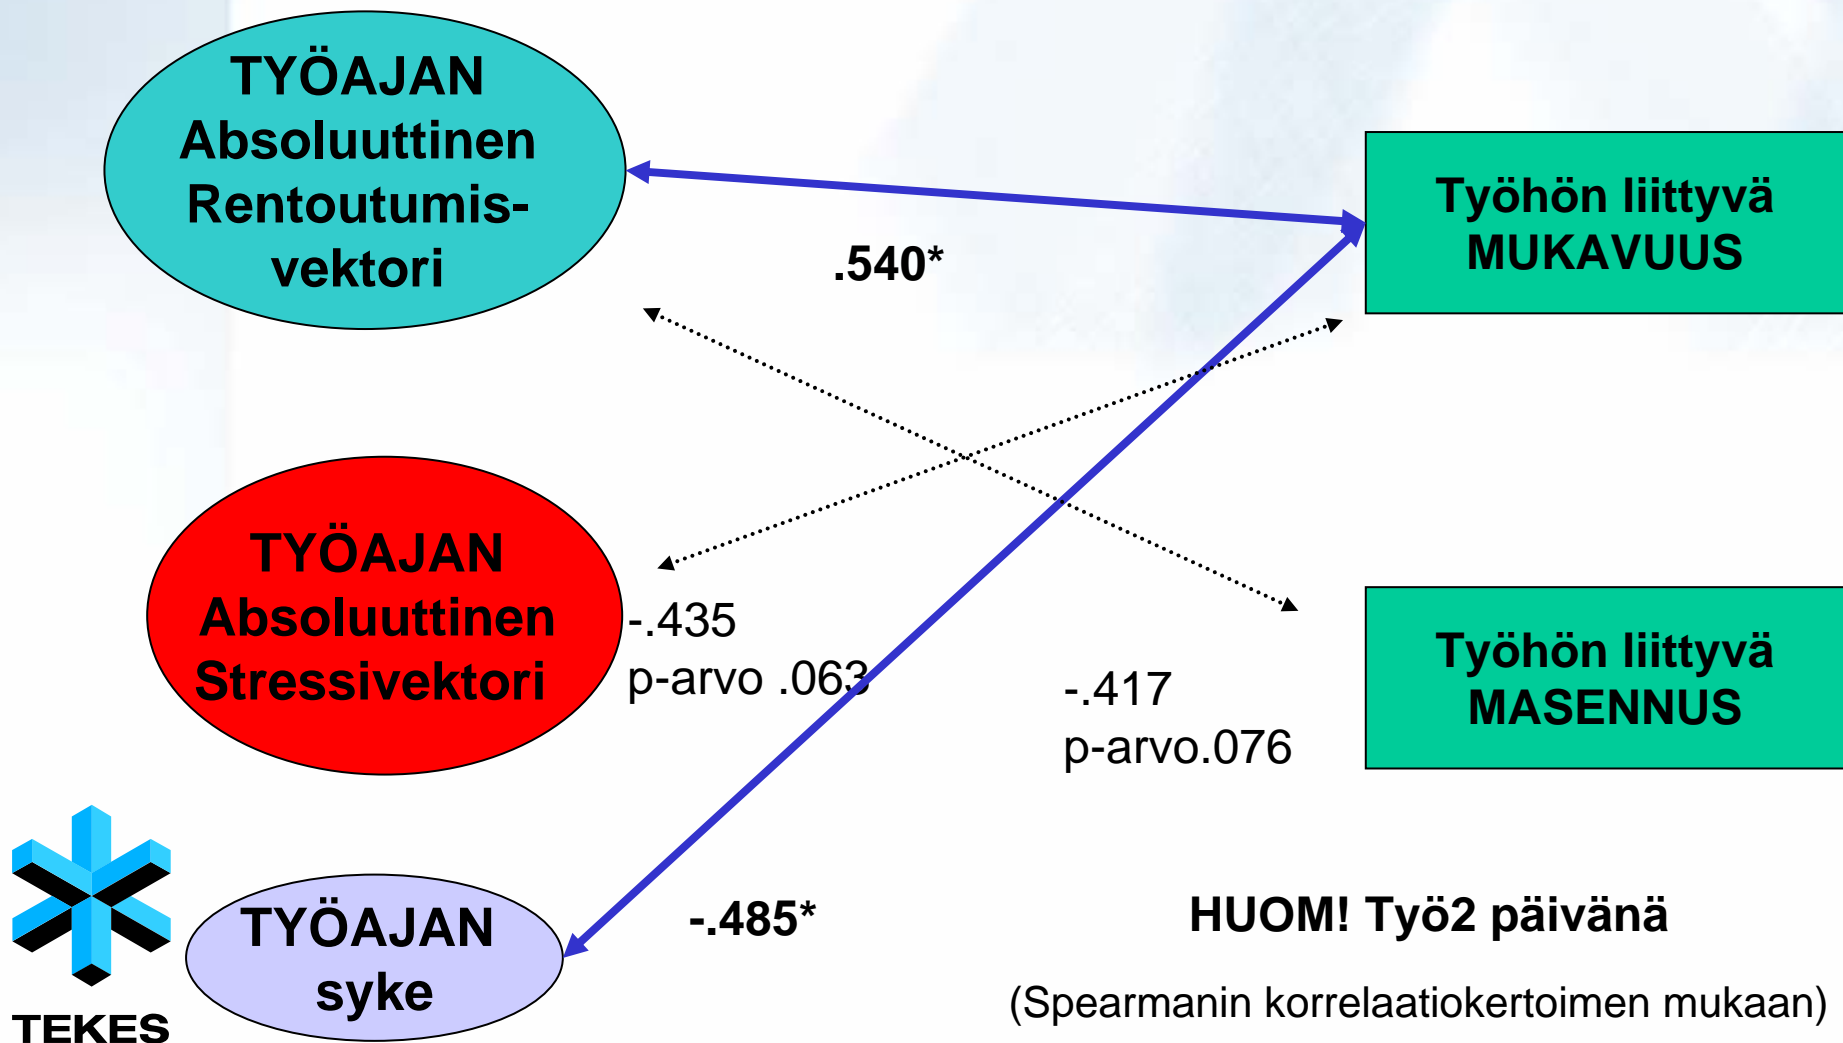 TYÖAJAN
Absoluuttinen
Rentoutumis-
vektori
.540*
Työhön liittyvä
MUKAVUUS
TYÖAJAN
Absoluuttinen
Stressivektori
-.435
p-arvo .063
-.417
p-arvo.076
Työhön liittyvä
MASENNUS
TYÖAJAN
syke
-.485*
HUOM! Työ2 päivänä
(Spearmanin korrelaatiokertoimen mukaan)
TEKES